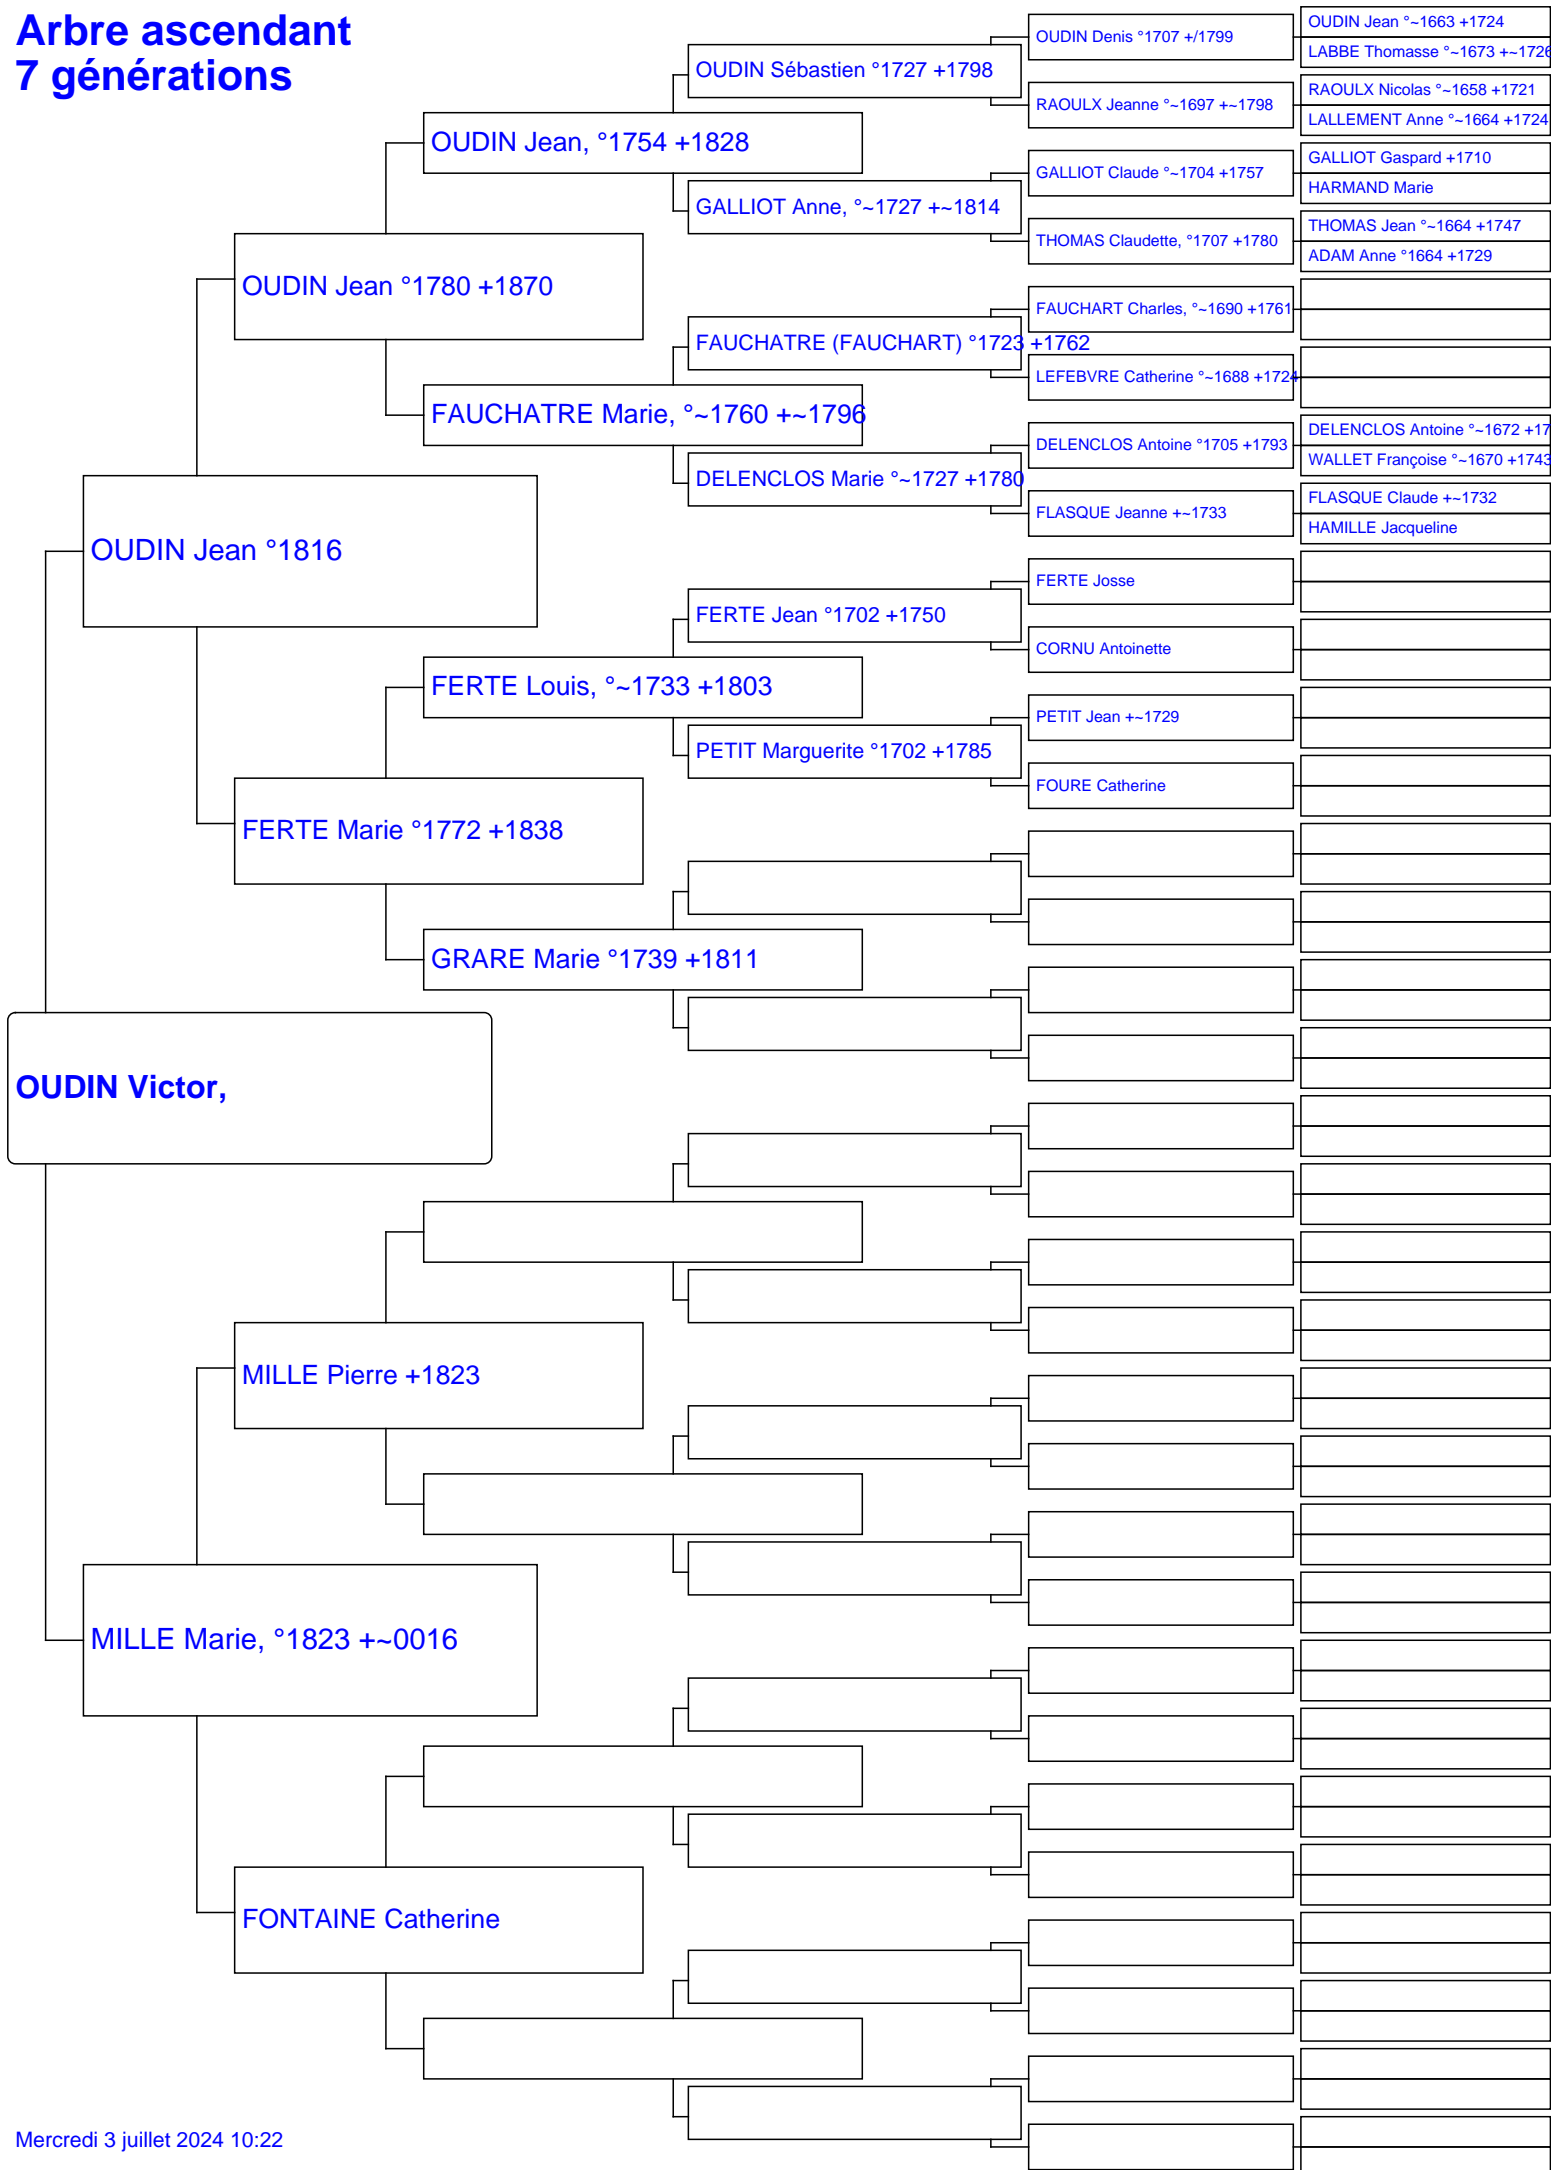 Arbre ascendant
7 générations
OUDIN Victor,
OUDIN Jean °1816
MILLE Marie, °1823 +~0016
OUDIN Jean °1780 +1870
FERTE Marie °1772 +1838
MILLE Pierre +1823
FONTAINE Catherine
OUDIN Jean, °1754 +1828
FAUCHATRE Marie, °~1760 +~1796
FERTE Louis, °~1733 +1803
GRARE Marie °1739 +1811
OUDIN Sébastien °1727 +1798
GALLIOT Anne, °~1727 +~1814
FAUCHATRE (FAUCHART) °1723 +1762
DELENCLOS Marie °~1727 +1780
FERTE Jean °1702 +1750
PETIT Marguerite °1702 +1785
OUDIN Denis °1707 +/1799
RAOULX Jeanne °~1697 +~1798
GALLIOT Claude °~1704 +1757
THOMAS Claudette, °1707 +1780
FAUCHART Charles, °~1690 +1761
LEFEBVRE Catherine °~1688 +1724
DELENCLOS Antoine °1705 +1793
FLASQUE Jeanne +~1733
FERTE Josse
CORNU Antoinette
PETIT Jean +~1729
FOURE Catherine
OUDIN Jean °~1663 +1724
LABBE Thomasse °~1673 +~1726
RAOULX Nicolas °~1658 +1721
LALLEMENT Anne °~1664 +1724
GALLIOT Gaspard +1710
HARMAND Marie
THOMAS Jean °~1664 +1747
ADAM Anne °1664 +1729
DELENCLOS Antoine °~1672 +17
WALLET Françoise °~1670 +1743
FLASQUE Claude +~1732
HAMILLE Jacqueline
Mercredi 3 juillet 2024 10:22